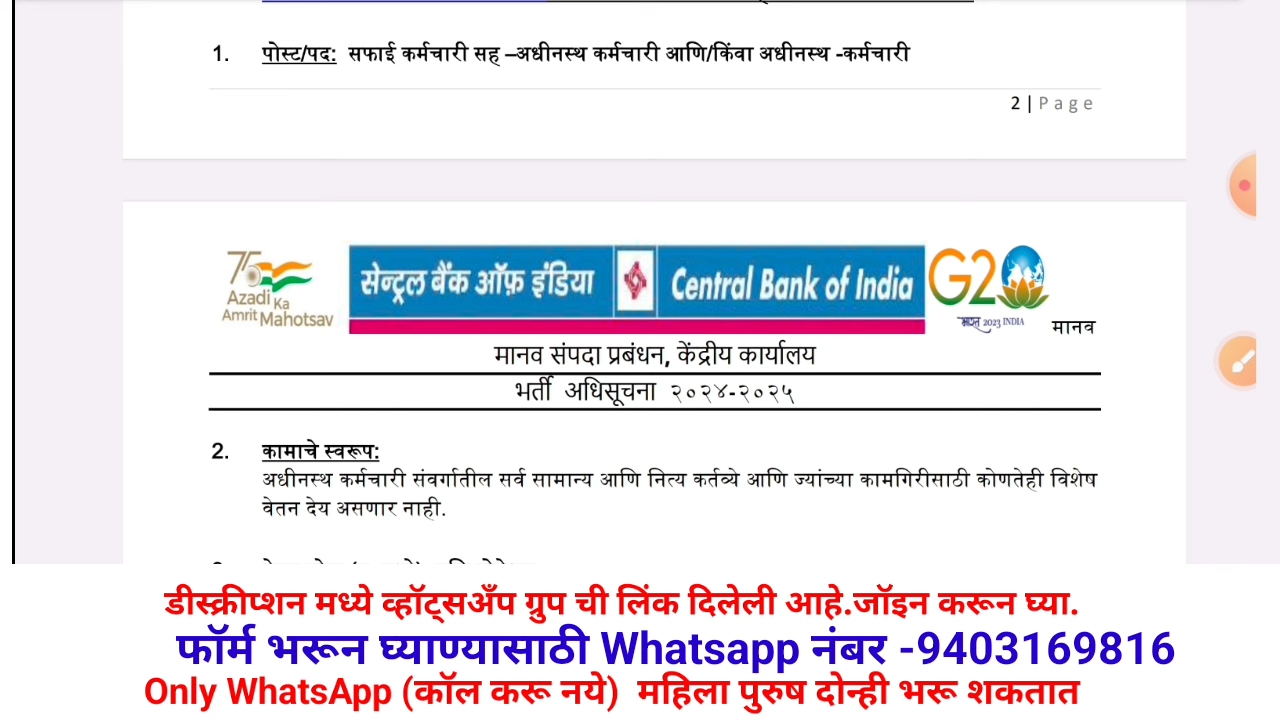 1. पोस्ट/पद: सफाई कर्मचारी सह –अधीनस्थ कर्मचारी आणि/किंवा अधीनस्थ -कर्मचारी
2 | Page
75
Azadi Ka
Amrit Mahotsav
सेन्ट्रल बैंक ऑफ़ इंडिया Central Bank of India
G20
भारत 2023 INDIA
मानव
मानव संपदा प्रबंधन, केंद्रीय कार्यालय
भर्ती अधिसूचना २०२४-२०२५
2. कामाचे स्वरूप:
अधीनस्थ कर्मचारी संवर्गातील सर्व सामान्य आणि नित्य कर्तव्ये आणि ज्यांच्या कामगिरीसाठी कोणतेही विशेष
वेतन देय असणार नाही.
डीस्क्रीप्शन मध्ये व्हॉट्सअँप ग्रुप ची लिंक दिलेली आहे.जॉइन करून घ्या.
फॉर्म भरून घ्याण्यासाठी Whatsapp नंबर -9403169816
Only WhatsApp (कॉल करू नये) महिला पुरुष दोन्ही भरू शकतात